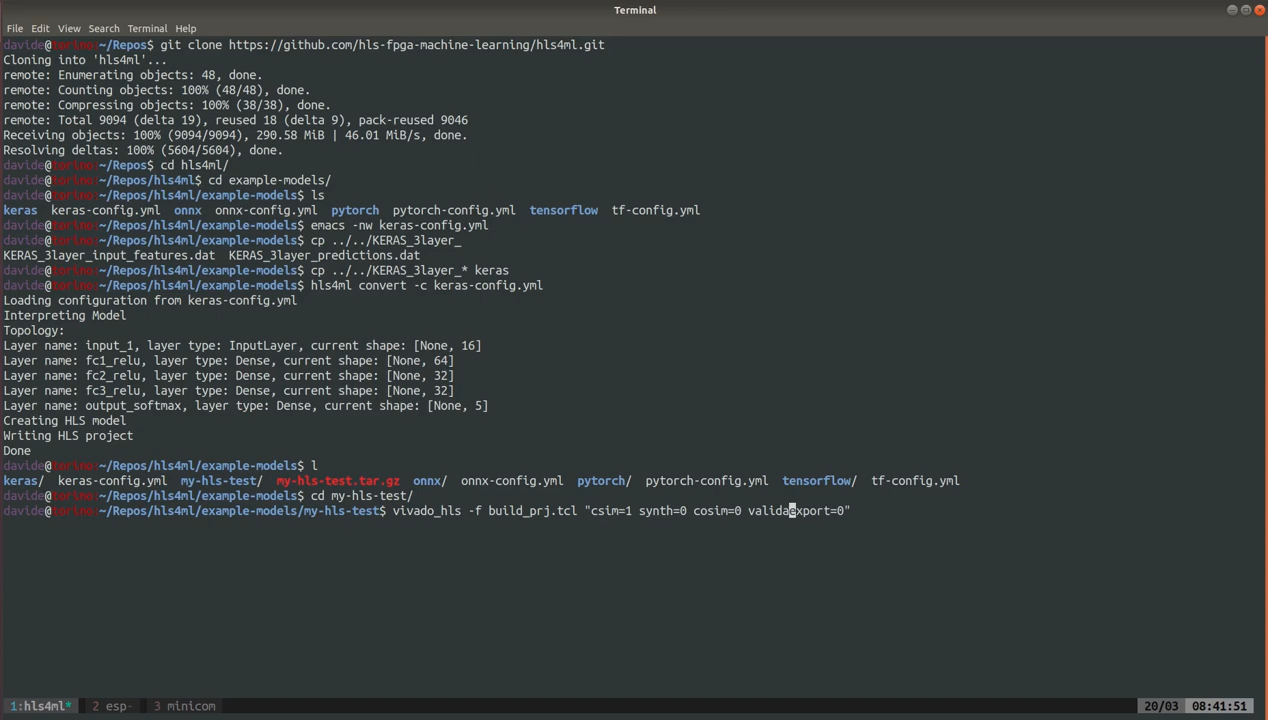 Terminal
File Edit View Search Terminal Help
davide@torino:~/Repos$ git clone https://github.com/hls-fpga-machine-learning/hls4ml.git
Cloning into 'hls4ml'...
remote: Enumerating objects: 48, done.
remote: Counting objects: 100% (48/48), done.
remote: Compressing objects: 100% (38/38), done.
remote: Total 9094 (delta 19), reused 18 (delta 9), pack-reused 9046
Receiving objects: 100% (9094/9094), 290.58 MiB | 46.01 MiB/s, done.
Resolving deltas: 100% (5604/5604), done.
davide@torino:~/Repos$ cd hls4ml/
davide@torino:~/Repos/hls4ml$ cd example-models/
davide@torino:~/Repos/hls4ml/example-models$ ls
keras keras-config.yml onnx onnx-config.yml pytorch pytorch-config.yml tensorflow tf-config.yml
davide@torino:~/Repos/hls4ml/example-models$ emacs -nw keras-config.yml
davide@torino:~/Repos/hls4ml/example-models$ cp ../../KERAS_3layer_
KERAS_3layer_input_features.dat KERAS_3layer_predictions.dat
davide@torino:~/Repos/hls4ml/example-models$ cp ../../KERAS_3layer_* keras
davide@torino:~/Repos/hls4ml/example-models$ hls4ml convert -c keras-config.yml
Loading configuration from keras-config.yml
Interpreting Model
Topology:
Layer name: input_1, layer type: InputLayer, current shape: [None, 16]
Layer name: fc1_relu, layer type: Dense, current shape: [None, 64]
Layer name: fc2_relu, layer type: Dense, current shape: [None, 32]
Layer name: fc3_relu, layer type: Dense, current shape: [None, 32]
Layer name: output_softmax, layer type: Dense, current shape: [None, 5]
Creating HLS model
Writing HLS project
Done
davide@torino:~/Repos/hls4ml/example-models$ l
keras/ keras-config.yml my-hls-test/ my-hls-test.tar.gz onnx/ onnx-config.yml pytorch/ pytorch-config.yml tensorflow/ tf-config.yml
davide@torino:~/Repos/hls4ml/example-models$ cd my-hls-test/
davide@torino:~/Repos/hls4ml/example-models/my-hls-test$ vivado_hls -f build_prj.tcl "csim=1 synth=0 cosim=0 validaexport=0"
1:hls4ml* 2 esp- 3 minicom 20/03 08:41:51